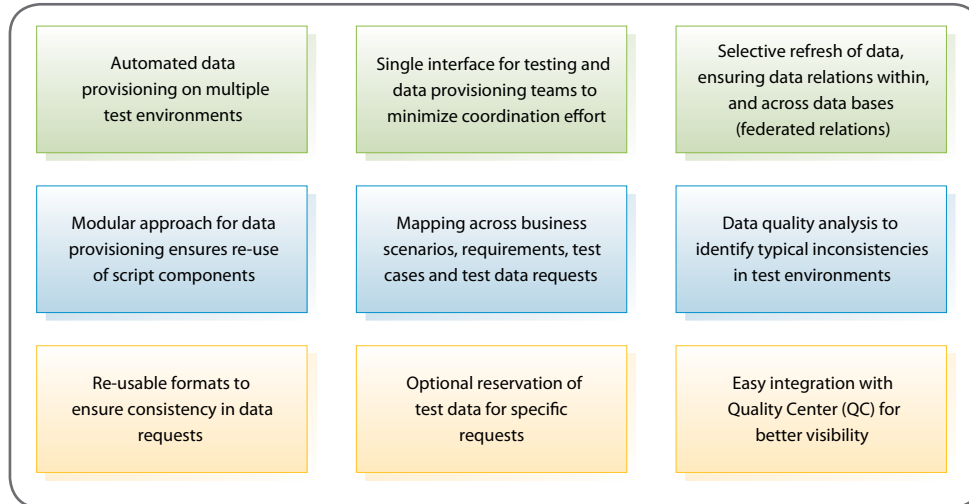 Automated data
provisioning on multiple
test environments
Single interface for testing and
data provisioning teams to
minimize coordination effort
Selective refresh of data,
ensuring data relations within,
and across data bases
(federated relations)
Modular approach for data
provisioning ensures re-use
of script components
Mapping across business
scenarios, requirements, test
cases and test data requests
Data quality analysis to
identify typical inconsistencies
in test environments
Re-usable formats to
ensure consistency in data
requests
Optional reservation of
test data for specific
requests
Easy integration with
Quality Center (QC) for
better visibility